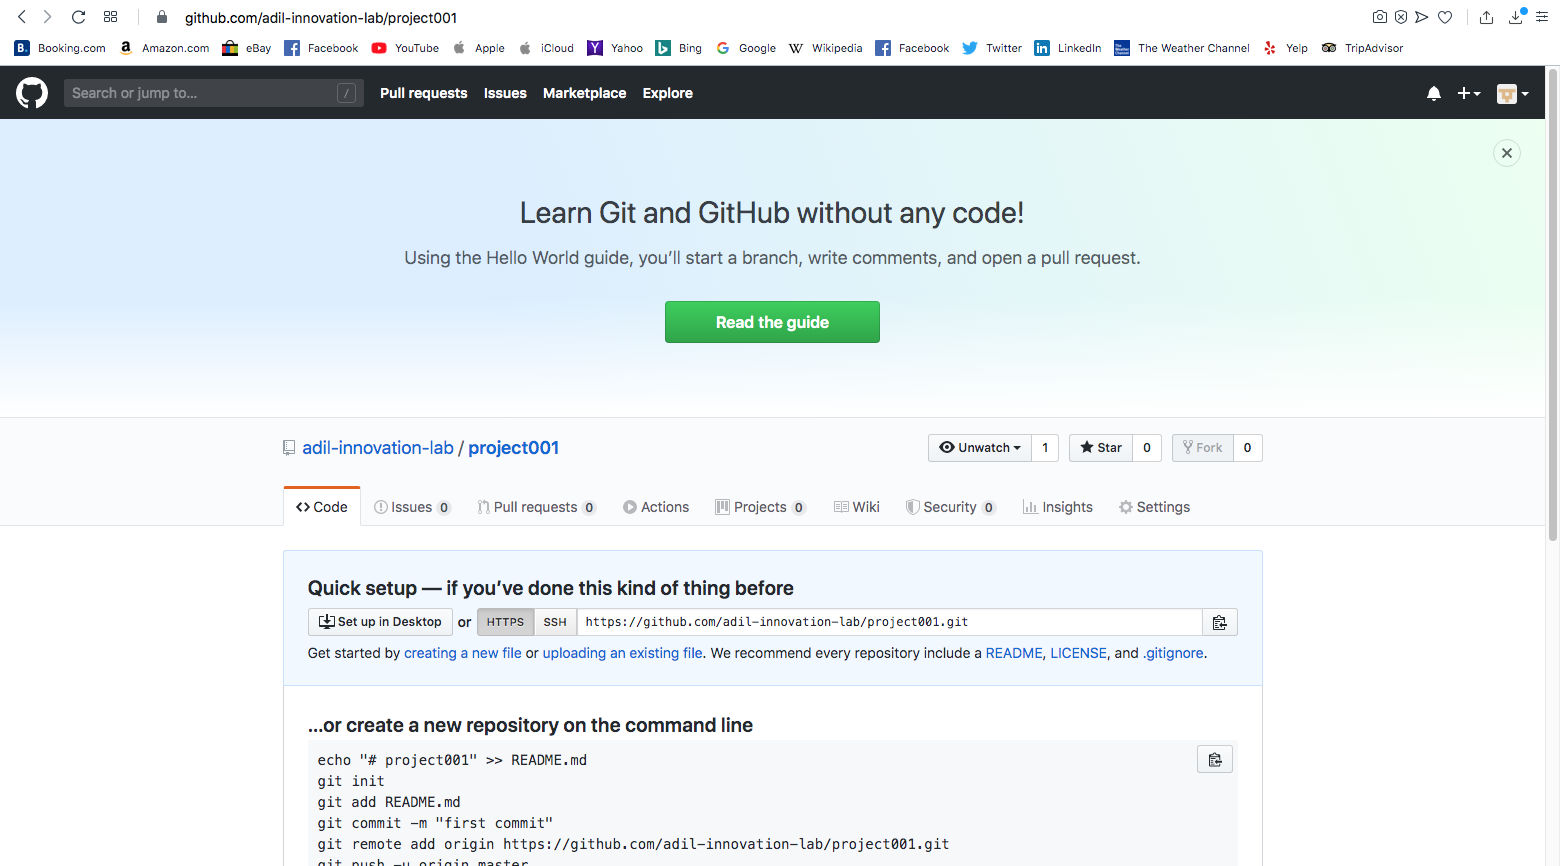 github.com/adil-innovation-lab/project001
B. Booking.com a Amazon.com eBay Facebook YouTube Apple iCloud Y Yahoo Bing G Google W Wikipedia Facebook Twitter in LinkedIn The Weather Channel Yelp TripAdvisor
Search or jump to... / Pull requests Issues Marketplace Explore
Learn Git and GitHub without any code!
Using the Hello World guide, you’ll start a branch, write comments, and open a pull request.
Read the guide
adil-innovation-lab / project001 Unwatch 1 Star 0 Fork 0
Code Issues 0 Pull requests 0 Actions Projects 0 Wiki Security 0 Insights Settings
Quick setup — if you’ve done this kind of thing before
Set up in Desktop or HTTPS SSH https://github.com/adil-innovation-lab/project001.git
Get started by creating a new file or uploading an existing file. We recommend every repository include a README, LICENSE, and .gitignore.
…or create a new repository on the command line
echo "# project001" >> README.md
git init
git add README.md
git commit -m "first commit"
git remote add origin https://github.com/adil-innovation-lab/project001.git
git push -u origin master